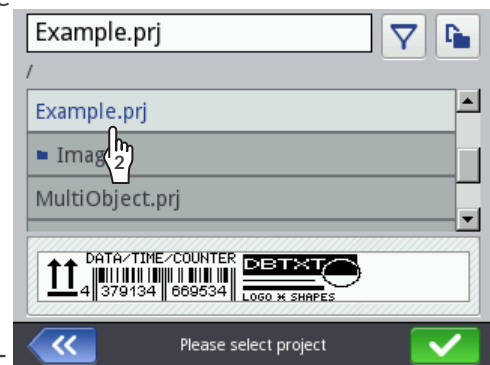 Example.prj
/
Example.prj
2
MultiObject.prj
DATA/TIME/COUNTER DBTXT
4 379134 669534 LOGO
SHAPES
Please select project